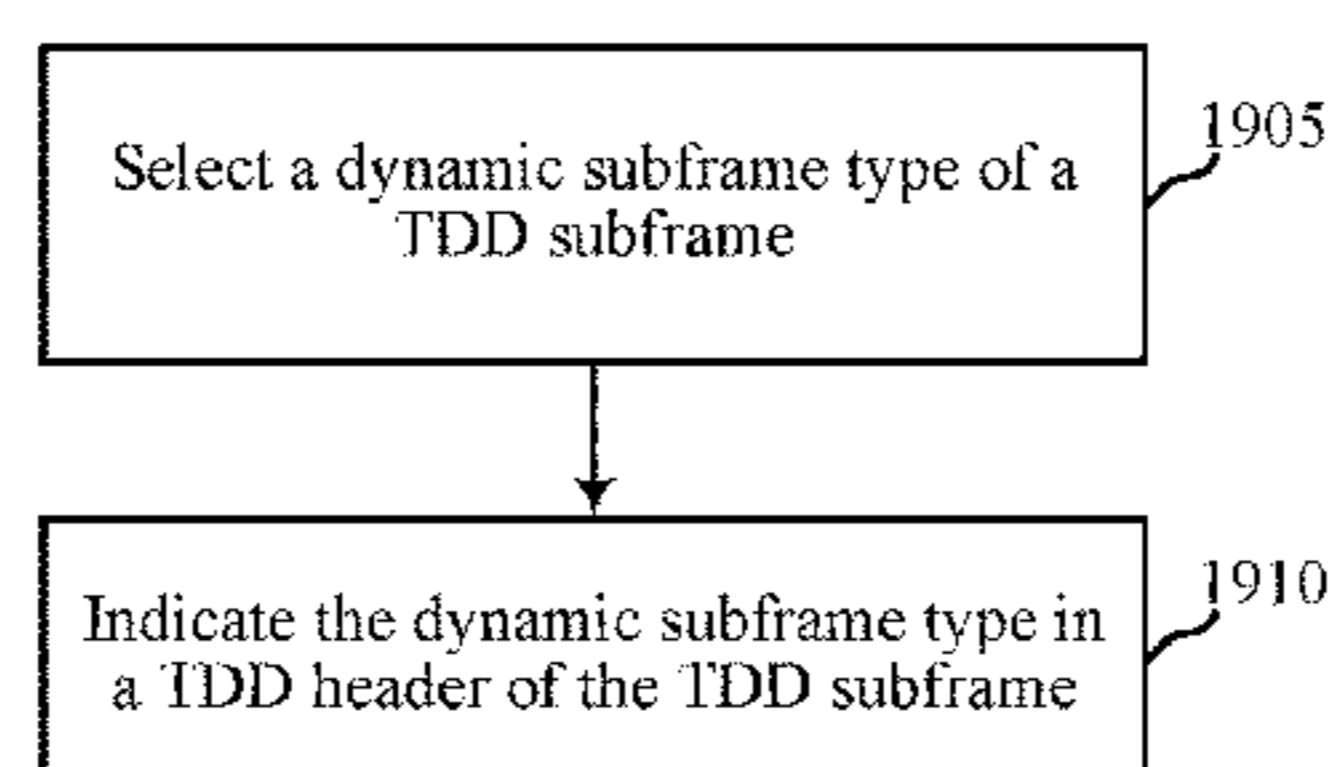 Select a dynamic subframe type of a
TDD subframe
1905
Indicate the dynamic subframe type in
a TDD header of the TDD subframe
1910